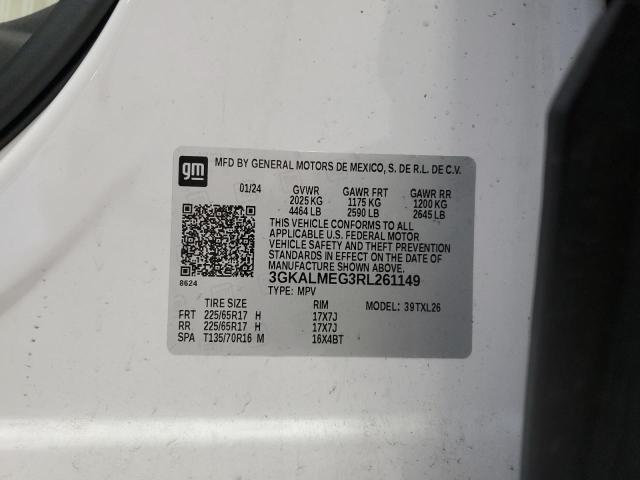 gm MFD BY GENERAL MOTORS DE MEXICO, S. DE R.L. DE C.V.
01/24 GVWR GAWR FRT GAWR RR
2025 KG 1175 KG 1200 KG
4464 LB 2590 LB 2645 LB
THIS VEHICLE CONFORMS TO ALL
APPLICABLE U.S. FEDERAL MOTOR
VEHICLE SAFETY AND THEFT PREVENTION
STANDARDS IN EFFECT ON THE DATE
OF MANUFACTURE SHOWN ABOVE.
8624 3GKALMEG3RL261149
TYPE: MPV
TIRE SIZE RIM MODEL: 39TXL26
FRT 225/65R17 H 17X7J
RR 225/65R17 H 17X7J
SPA T135/70R16 M 16X4BT